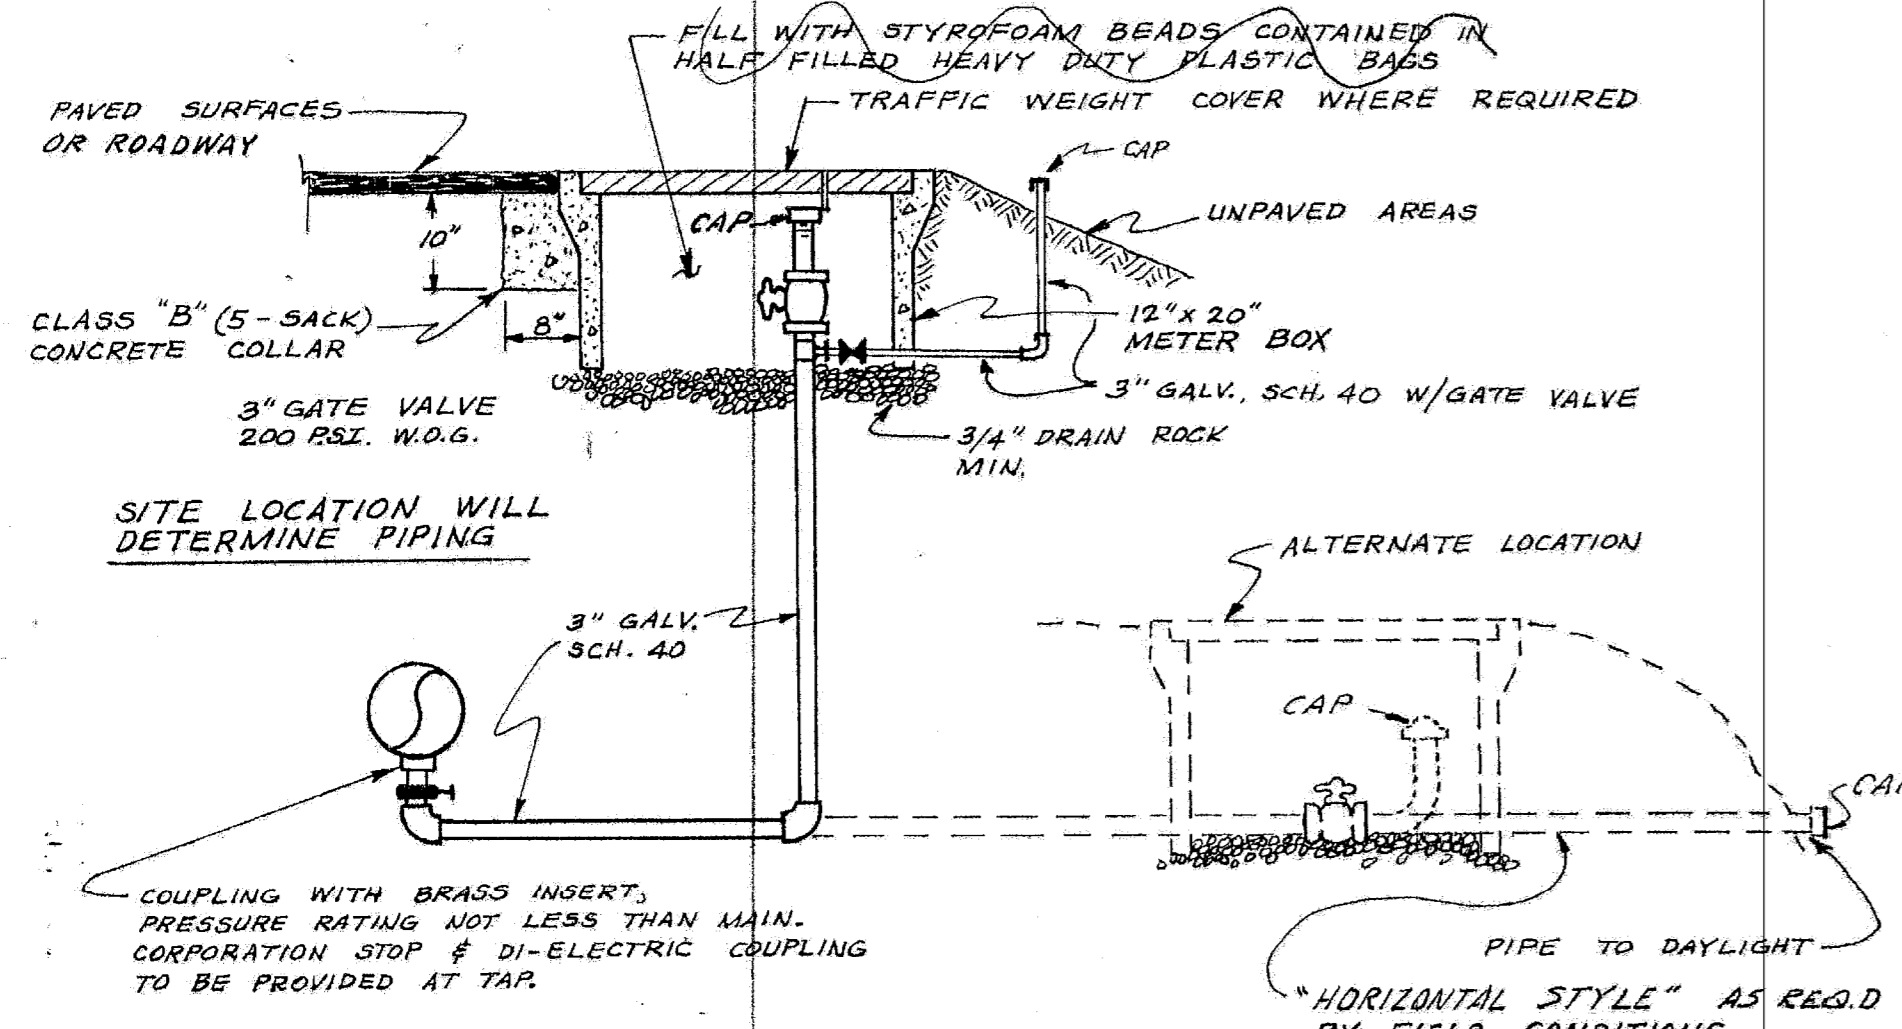 FILL WITH STYROFOAM BEADS CONTAINED IN
HALF FILLED HEAVY DUTY PLASTIC BAGS
TRAFFIC WEIGHT COVER WHERE REQUIRED
PAVED SURFACES
OR ROADWAY
CAP
UNPAVED AREAS
CAP
10"
8"
CLASS "B" (5-SACK)
CONCRETE COLLAR
12" x 20"
METER BOX
3" GALV., SCH. 40 W/GATE VALVE
3" GATE VALVE
200 PSI. W.O.G.
3/4" DRAIN ROCK
MIN.
SITE LOCATION WILL
DETERMINE PIPING
ALTERNATE LOCATION
3" GALV.
SCH. 40
CAP
COUPLING WITH BRASS INSERT,
PRESSURE RATING NOT LESS THAN MAIN.
CORPORATION STOP & DI-ELECTRIC COUPLING
TO BE PROVIDED AT TAP.
PIPE TO DAYLIGHT
"HORIZONTAL STYLE" AS REQ.D
BY FIELD CONDITIONS